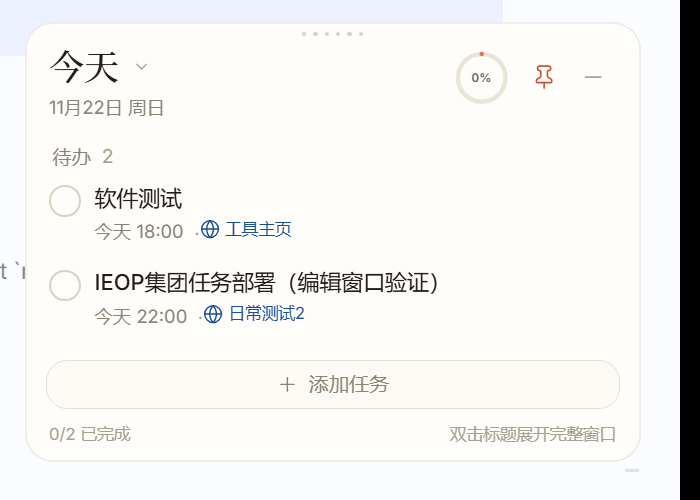 今天
0%
11月22日 周日
待办 2
软件测试
今天 18:00 · 工具主页
IEOP集团任务部署（编辑窗口验证）
今天 22:00 · 日常测试2
+ 添加任务
0/2 已完成
双击标题展开完整窗口